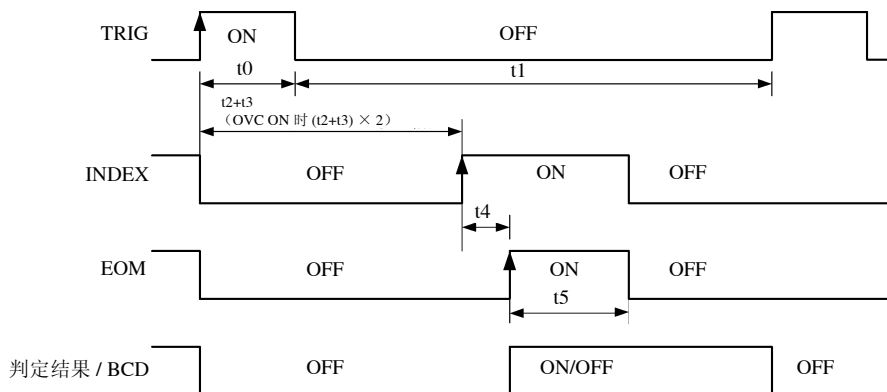 TRIG ON OFF
t0 t1
t2+t3
（OVC ON 时 (t2+t3) × 2）
INDEX OFF ON OFF
t4
EOM OFF ON OFF
t5
判定结果 / BCD OFF ON/OFF OFF